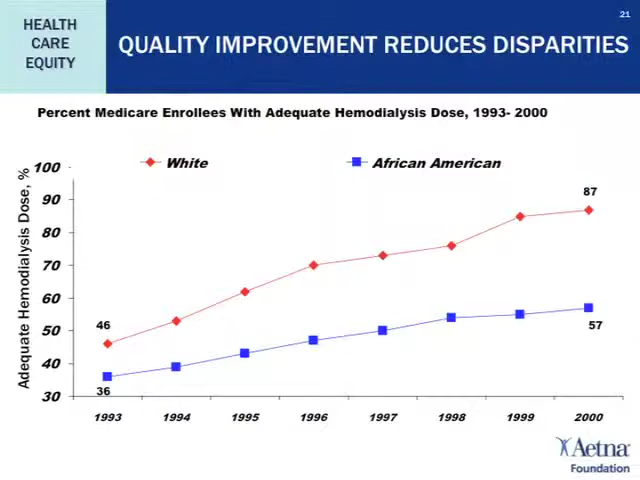 21
HEALTH
CARE
EQUITY
QUALITY IMPROVEMENT REDUCES DISPARITIES
Percent Medicare Enrollees With Adequate Hemodialysis Dose, 1993- 2000
White
African American
Adequate Hemodialysis Dose, %
100
90
80
70
60
50
40
30
87
46
57
36
1993 1994 1995 1996 1997 1998 1999 2000
Aetna
Foundation